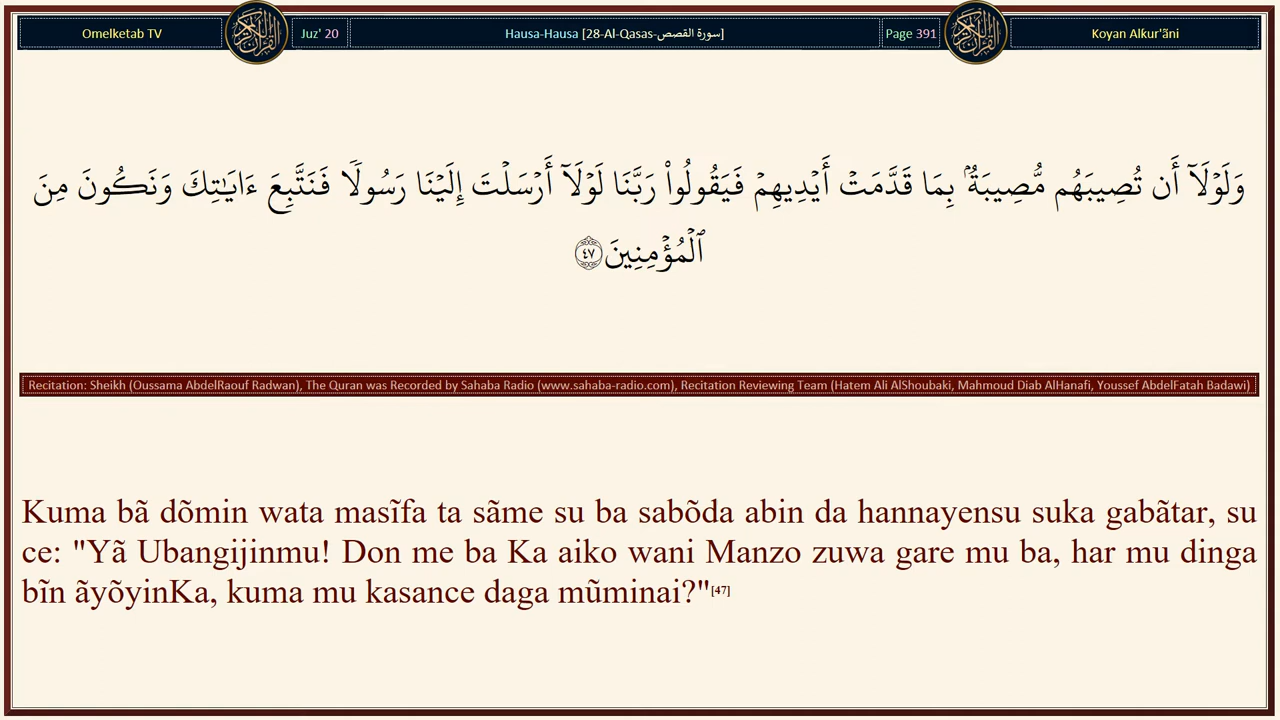 Omelketab TV
Juz' 20
Hausa-Hausa [28-Al-Qasas-سورة القصص]
Page 391
Koyan Alƙur'ãni
وَلَوۡلَآ أَن تُصِيبَهُم مُّصِيبَةُۢ بِمَا قَدَّمَتۡ أَيۡدِيهِمۡ فَيَقُولُواْ رَبَّنَا لَوۡلَآ أَرۡسَلۡتَ إِلَيۡنَا رَسُولٗا فَنَتَّبِعَ ءَايَٰتِكَ وَنَكُونَ مِنَ
ٱلۡمُؤۡمِنِينَ ٤٧
Recitation: Sheikh (Oussama AbdelRaouf Radwan), The Quran was Recorded by Sahaba Radio (www.sahaba-radio.com), Recitation Reviewing Team (Hatem Ali AlShoubaki, Mahmoud Diab AlHanafi, Youssef AbdelFatah Badawi)
Kuma bã dõmin wata masĩfa ta sãme su ba sabõda abin da hannayensu suka gabãtar, su
ce: "Yã Ubangijinmu! Don me ba Ka aiko wani Manzo zuwa gare mu ba, har mu dinga
bĩn ãyõyinKa, kuma mu kasance daga mũminai?"[47]